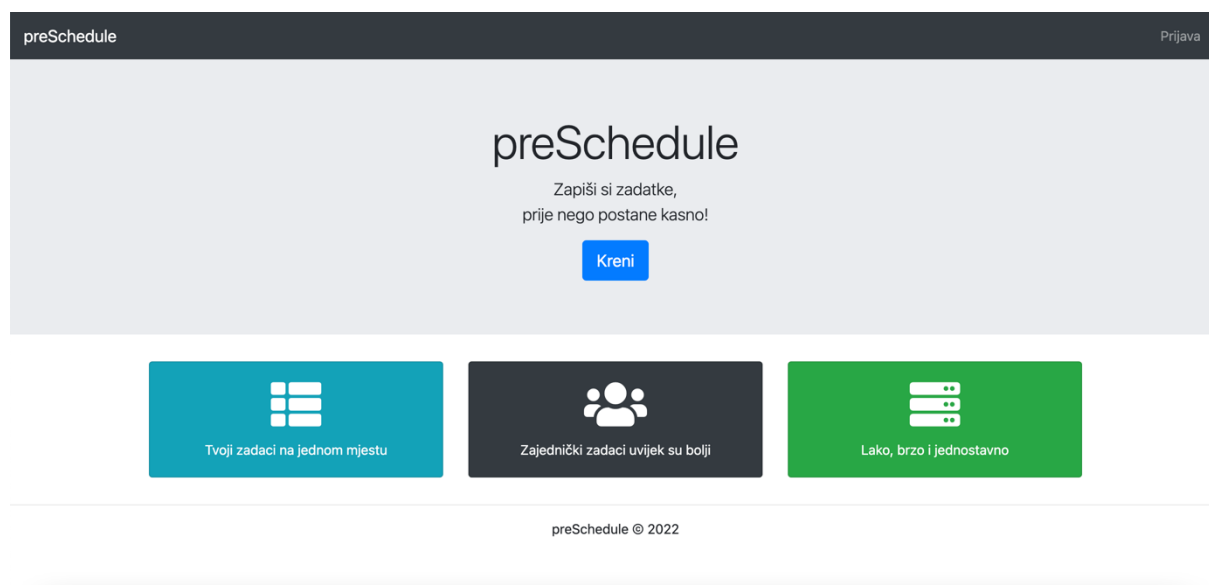 preSchedule
Prijava
preSchedule
Zapiši si zadatke,
prije nego postane kasno!
Kreni
Tvoji zadaci na jednom mjestu
Zajednički zadaci uvijek su bolji
Lako, brzo i jednostavno
preSchedule © 2022